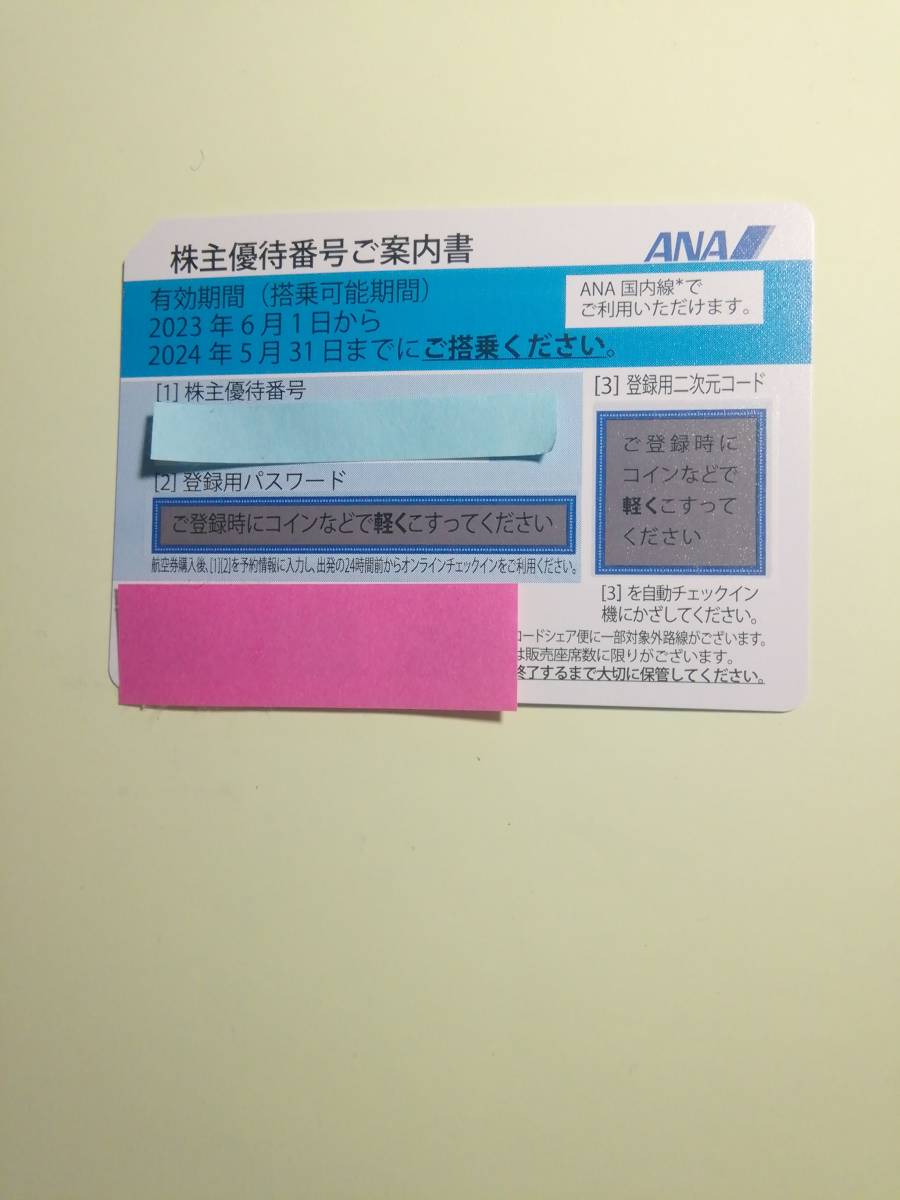 株主優待番号ご案内書
ANA
有効期間（搭乗可能期間）
2023年6月1日から
2024年5月31日までにご搭乗ください。
ANA国内線*で
ご利用いただけます。
[1] 株主優待番号
[2] 登録用パスワード
ご登録時にコインなどで軽くこすってください
航空券購入後、[1][2]を予約情報に入力し、出発の24時間前からオンラインチェックインをご利用ください。
[3] 登録用二次元コード
ご登録時に
コインなどで
軽くこすって
ください
[3] を自動チェックイン
機にかざしてください。
コードシェア便に一部対象外路線がございます。
は販売座席数に限りがございます。
終了するまで大切に保管してください。